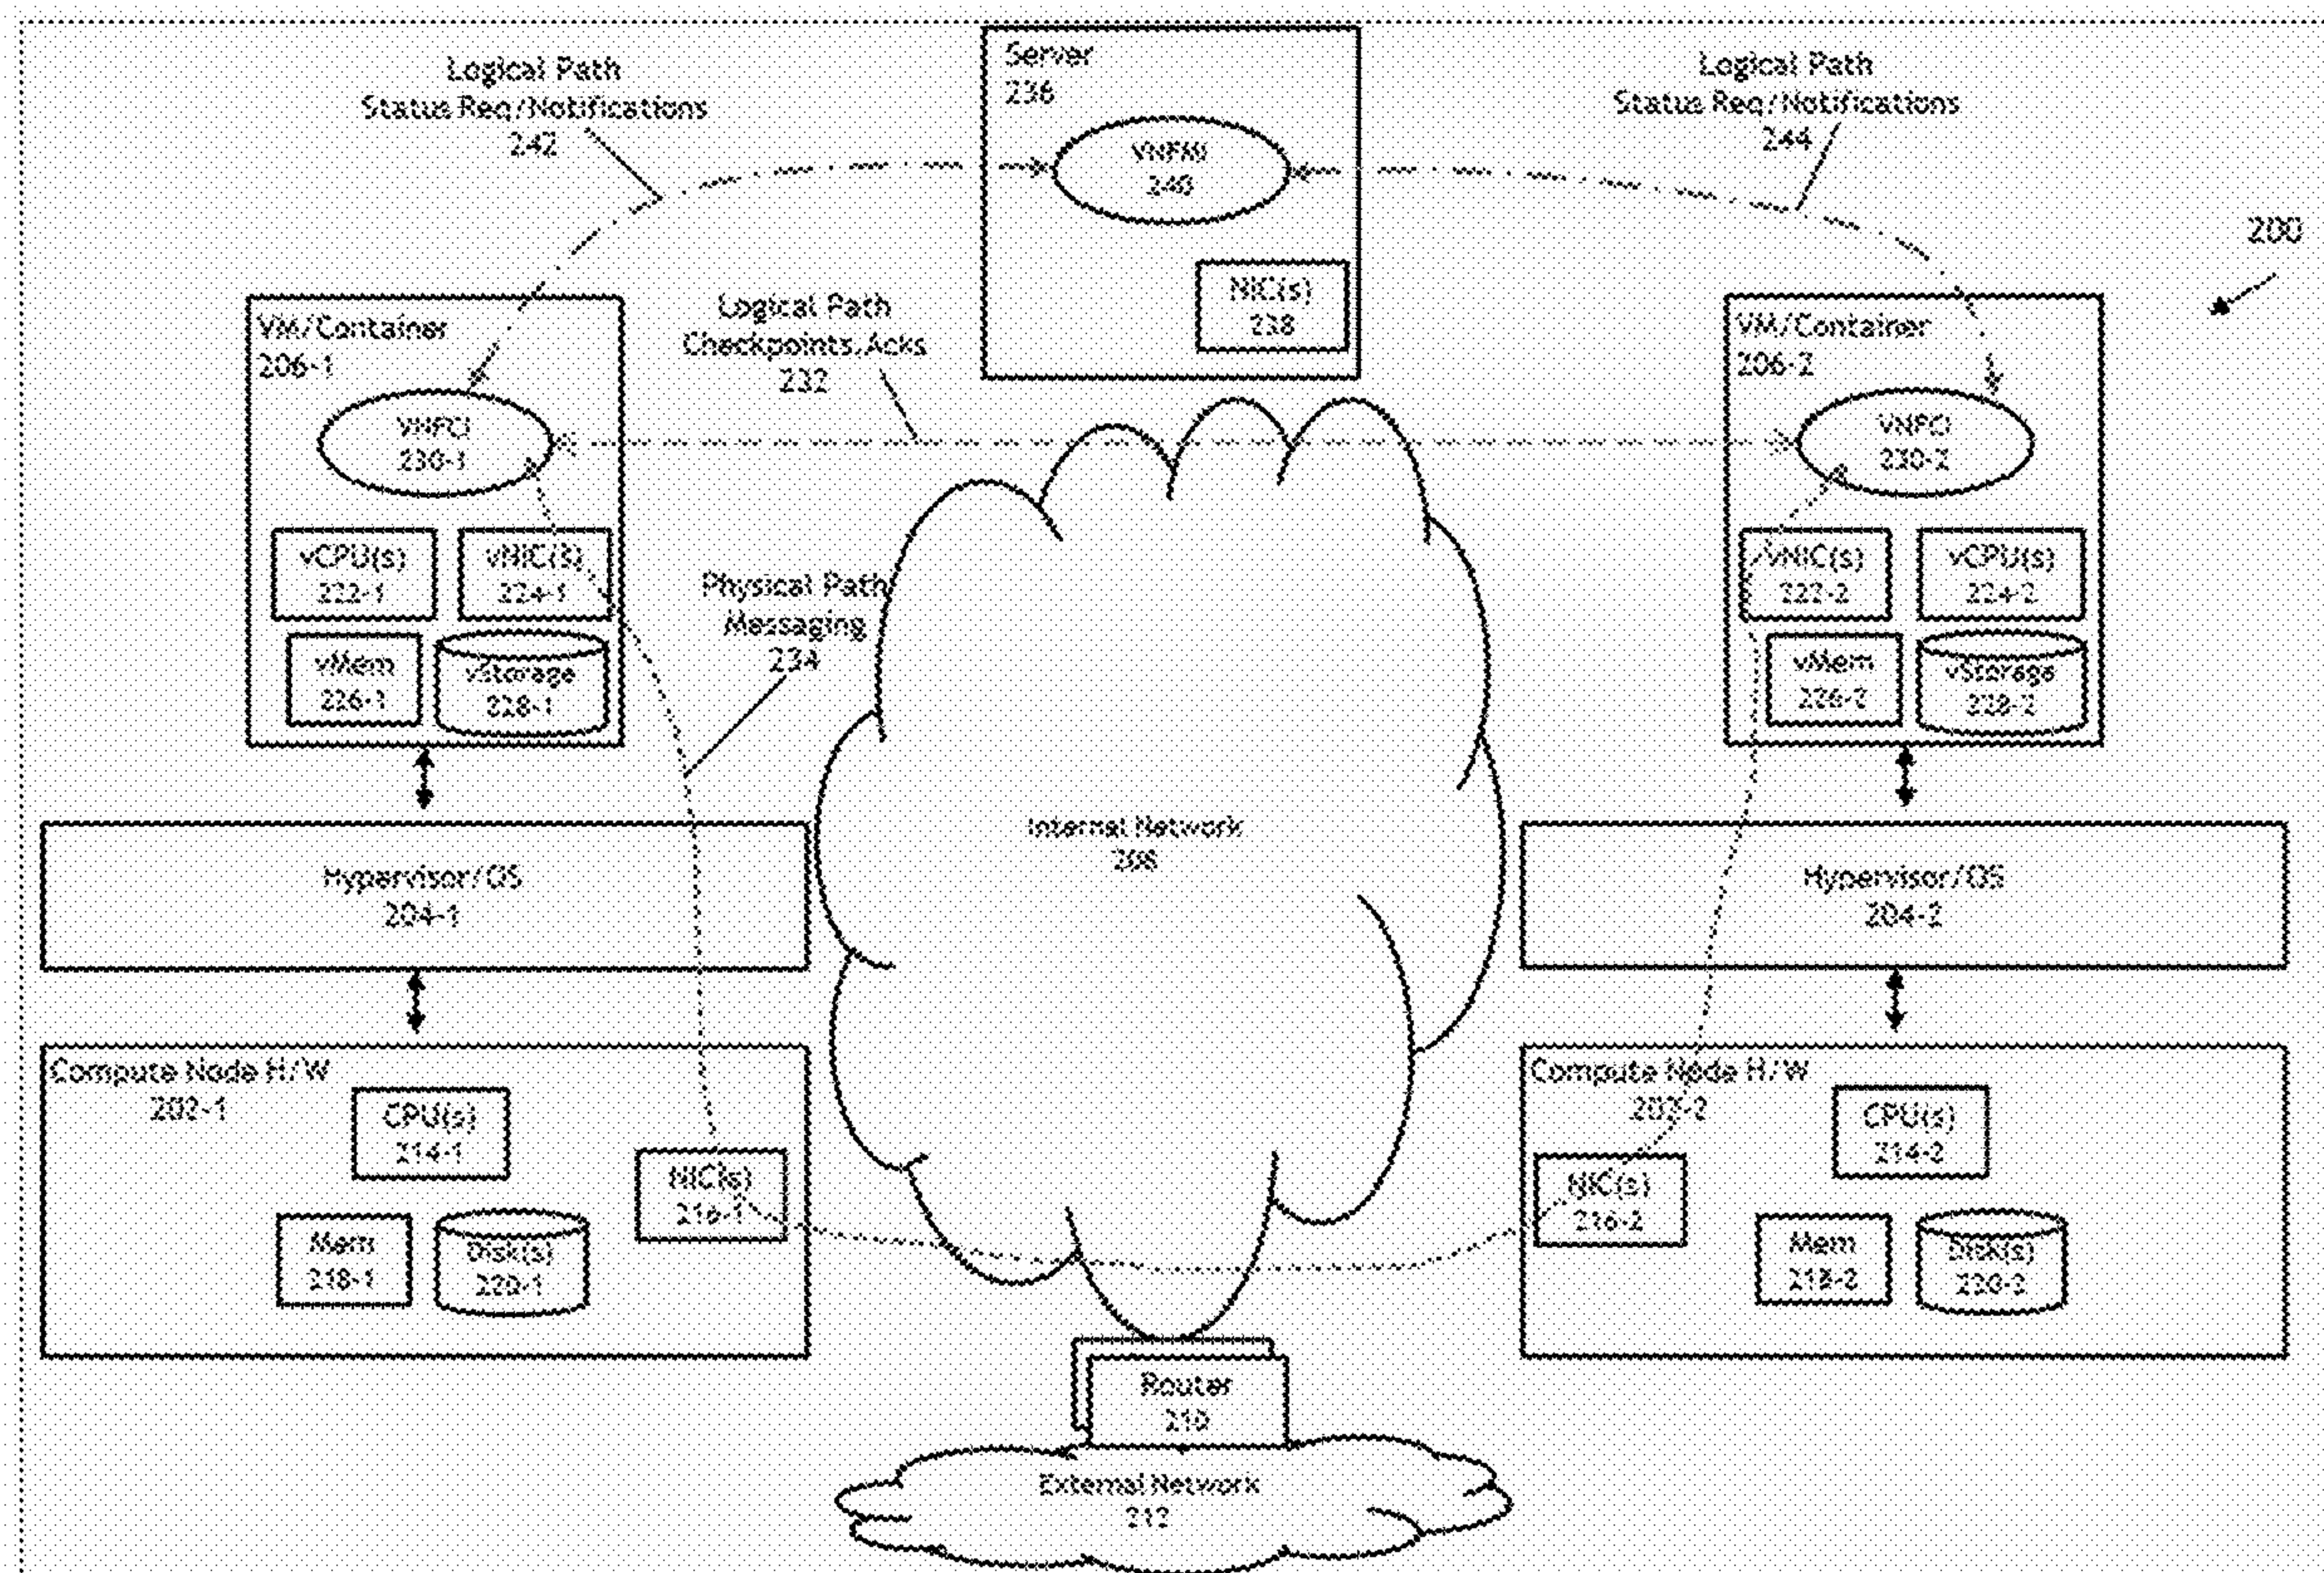 Logical Path
Status Req/Notifications
242
Server
236
VNFMI
240
NIC(s)
238
Logical Path
Status Req/Notifications
244
200
VM/Container
206-1
VNFCI
230-1
vCPU(s)
222-1
vNIC(s)
224-1
vMem
226-1
vStorage
228-1
Logical Path
Checkpoints,Acks
232
Physical Path
Messaging
234
VM/Container
206-2
VNFCI
230-2
vNIC(s)
222-2
vCPU(s)
224-2
vMem
226-2
vStorage
228-2
Hypervisor/OS
204-1
Internal Network
208
Hypervisor/OS
204-2
Compute Node H/W
202-1
CPU(s)
214-1
NIC(s)
216-1
Mem
218-1
Disk(s)
220-1
Compute Node H/W
202-2
CPU(s)
214-2
NIC(s)
216-2
Mem
218-2
Disk(s)
220-2
Router
210
External Network
212